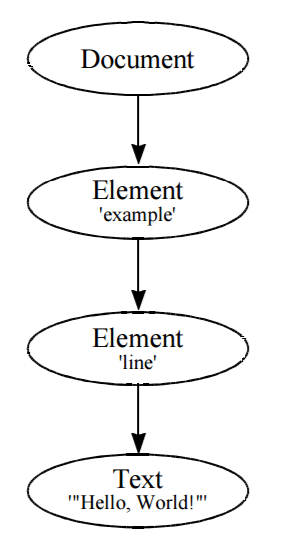 Document
Element
'example'
Element
'line'
Text
'"Hello, World!"'